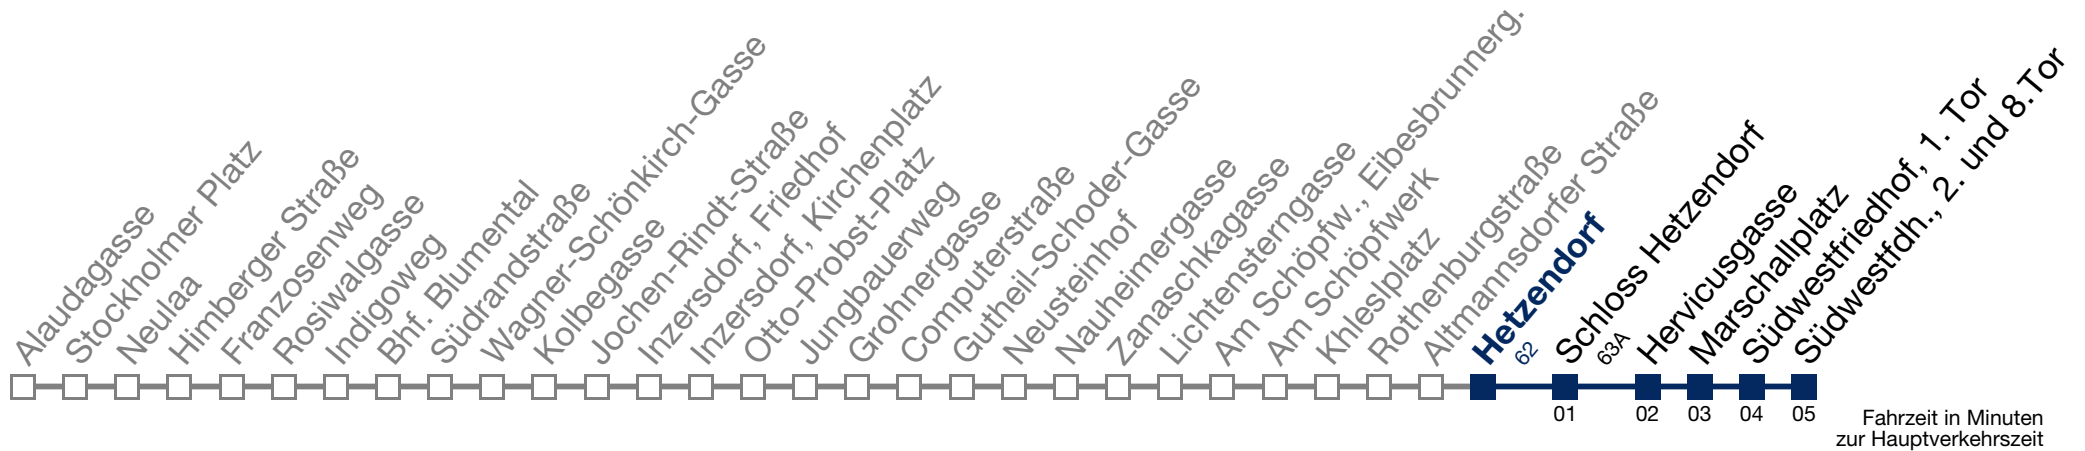 Alaudagasse
Stockholmer Platz
Neulaa
Himberger Straße
Franzosenweg
Rosiwalgasse
Indigoweg
Bhf. Blumental
Südrandstraße
Wagner-Schönkirch-Gasse
Kolbegasse
Jochen-Rindt-Straße
Inzersdorf, Friedhof
Inzersdorf, Kirchenplatz
Otto-Probst-Platz
Jungbauerweg
Grohnergasse
Computerstraße
Gutheil-Schoder-Gasse
Neusteinhof
Nauheimergasse
Zanaschkagasse
Lichtensterngasse
Am Schöpfw., Eibesbrunnerg.
Am Schöpfwerk
Khleslplatz
Rothenburgstraße
Altmannsdorfer Straße
Hetzendorf
62
Schloss Hetzendorf
63A
Hervicusgasse
Marschallplatz
Südwestfriedhof, 1. Tor
Südwestfdh., 2. und 8.Tor
01
02
03
04
05
Fahrzeit in Minuten
zur Hauptverkehrszeit